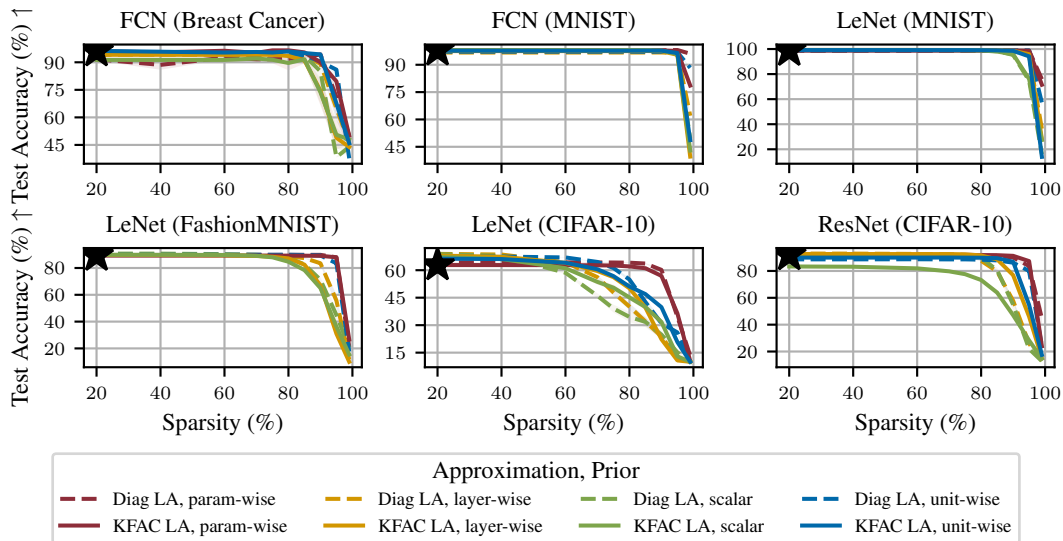 FCN (Breast Cancer) FCN (MNIST) LeNet (MNIST)
Test Accuracy (%) ↑
90
75
60
45
20 40 60 80 100
90
75
60
45
20 40 60 80 100
100
80
60
40
20
20 40 60 80 100
LeNet (FashionMNIST) LeNet (CIFAR-10) ResNet (CIFAR-10)
Test Accuracy (%) ↑
80
60
40
20
20 40 60 80 100
60
45
30
15
20 40 60 80 100
80
60
40
20
20 40 60 80 100
Sparsity (%) Sparsity (%) Sparsity (%)
Approximation, Prior
Diag LA, param-wise Diag LA, layer-wise Diag LA, scalar Diag LA, unit-wise
KFAC LA, param-wise KFAC LA, layer-wise KFAC LA, scalar KFAC LA, unit-wise